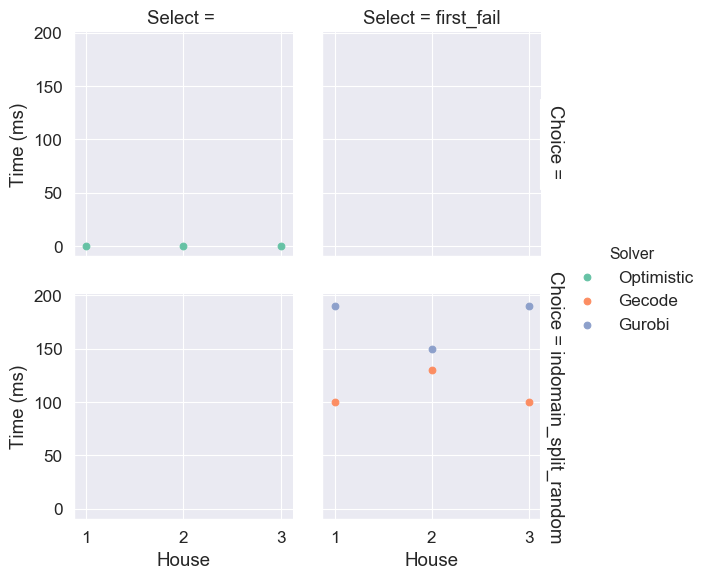 Select =
Select = first_fail
Time (ms)
200
150
100
50
0
Choice =
Time (ms)
200
150
100
50
0
Choice = indomain_split_random
1
2
3
House
1
2
3
House
Solver
Optimistic
Gecode
Gurobi